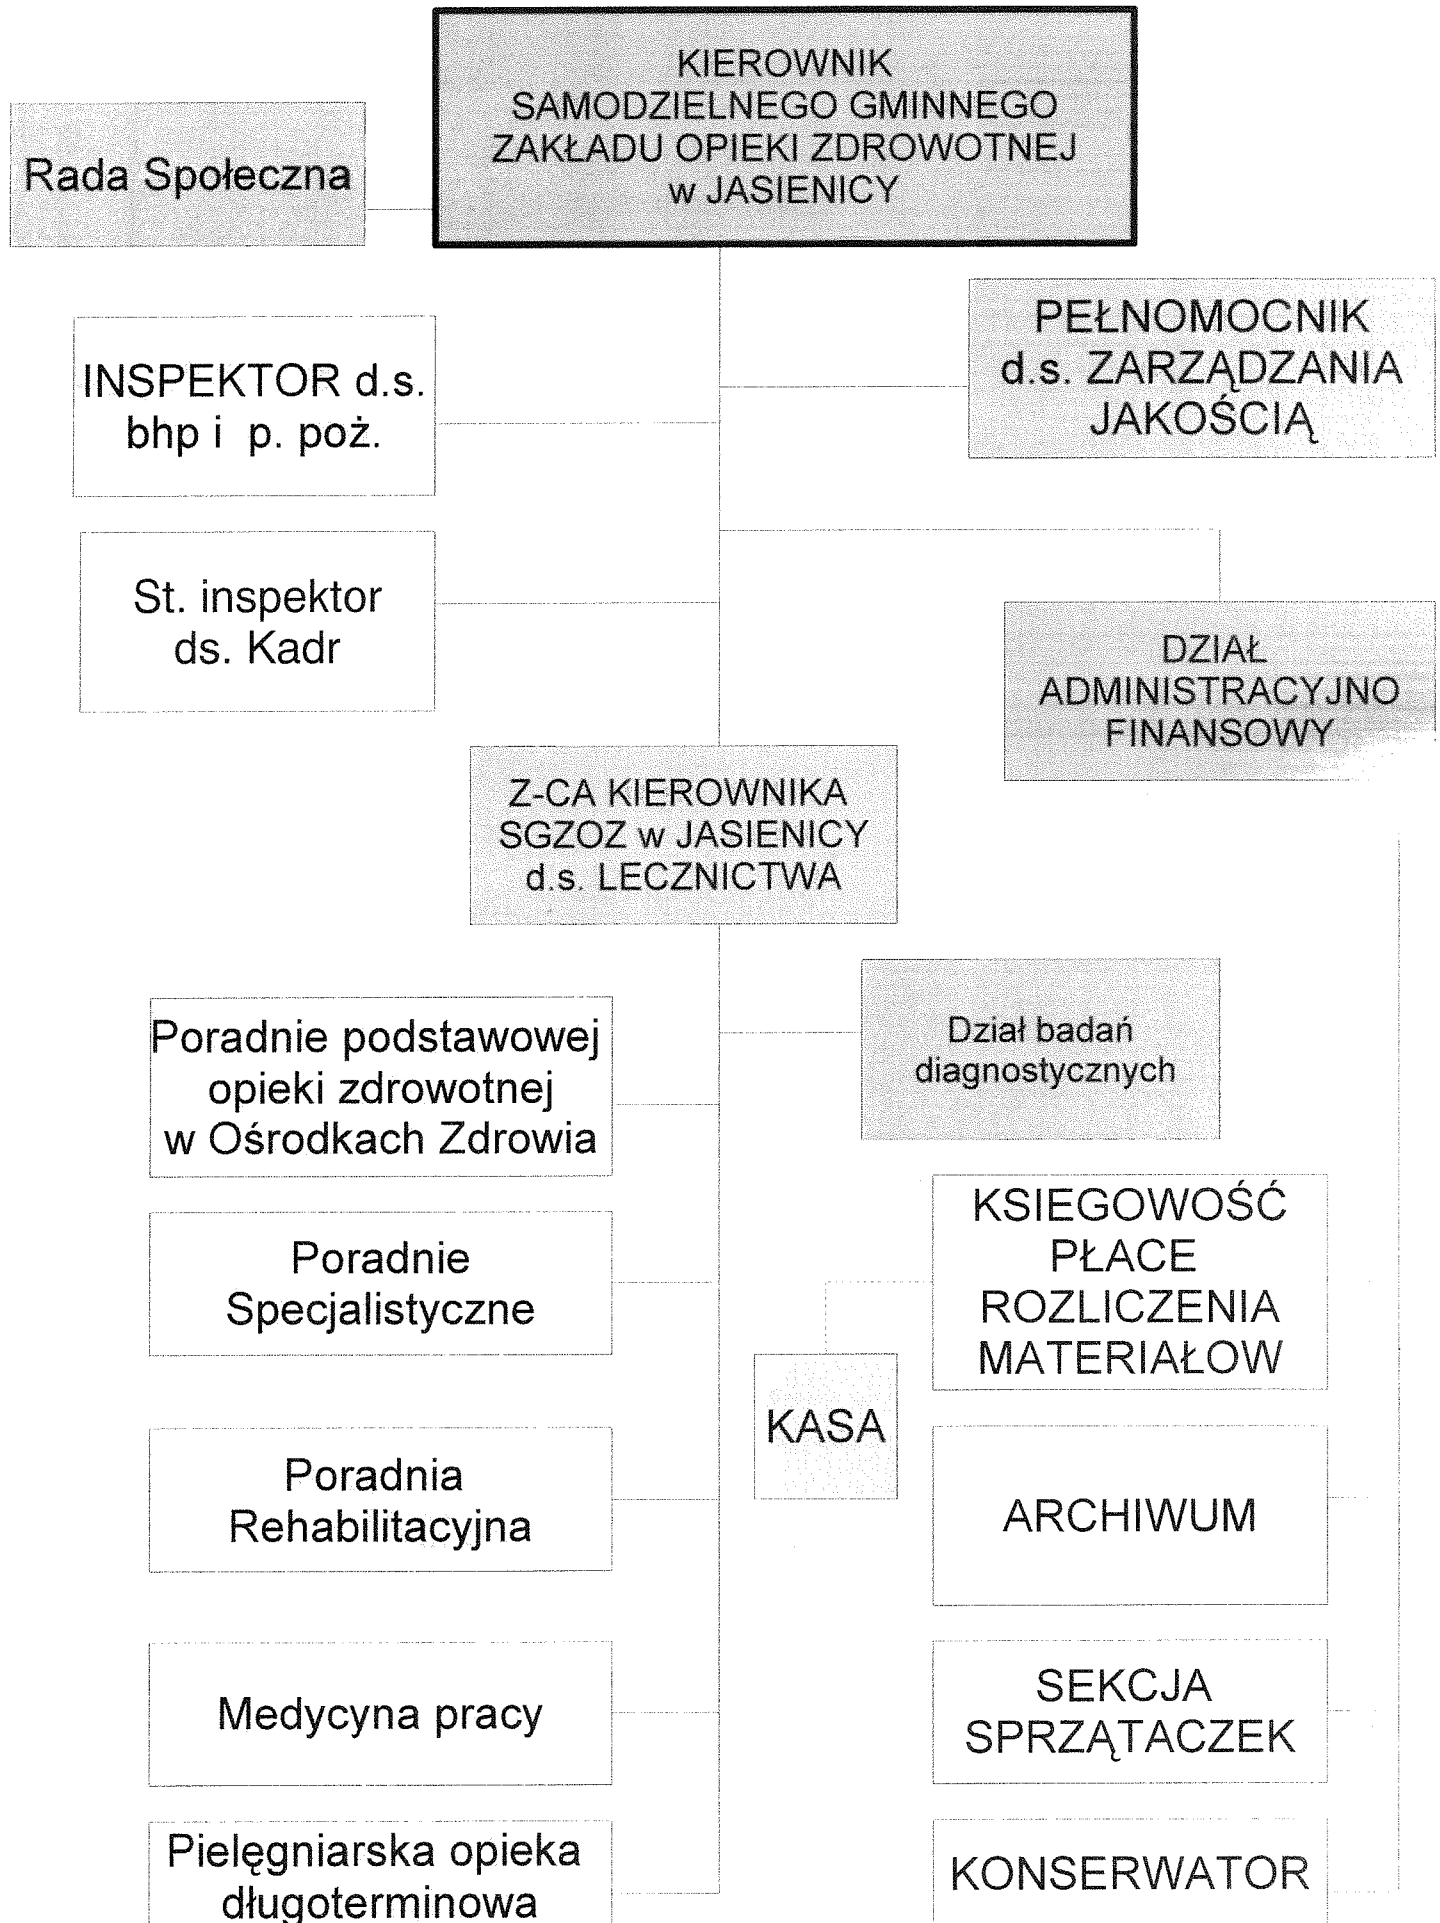 KIEROWNIK
SAMODZIELNEGO GMINNEGO
ZAKŁADU OPIEKI ZDROWOTNEJ
w JASIENICY
Rada Społeczna
PEŁNOMOCNIK
d.s. ZARZĄDZANIA
JAKOŚCIĄ
INSPEKTOR d.s.
bhp i p. poż.
St. inspektor
ds. Kadr
DZIAŁ
ADMINISTRACYJNO
FINANSOWY
Z-CA KIEROWNIKA
SGZOZ w JASIENICY
d.s. LECZNICTWA
Dział badań
diagnostycznych
Poradnie podstawowej
opieki zdrowotnej
w Ośrodkach Zdrowia
KSIEGOWOŚĆ
PŁACE
ROZLICZENIA
MATERIAŁOW
Poradnie
Specjalistyczne
KASA
Poradnia
Rehabilitacyjna
ARCHIWUM
Medycyna pracy
SEKCJA
SPRZĄTACZEK
Pielęgniarska opieka
długoterminowa
KONSERWATOR